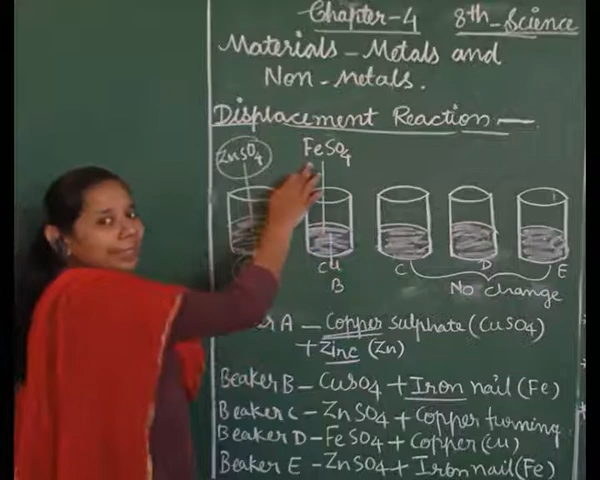 Chapter-4 8th-Science
Materials-Metals and
Non-Metals.
Displacement Reaction
ZnSO4 FeSO4
Cu C D E
B No change
A - Copper sulphate (CuSO4)
+ Zinc (Zn)
Beaker B - CuSO4 + Iron nail (Fe)
Beaker C - ZnSO4 + Copper turning
Beaker D - FeSO4 + Copper (Cu)
Beaker E - ZnSO4 + Iron nail (Fe)